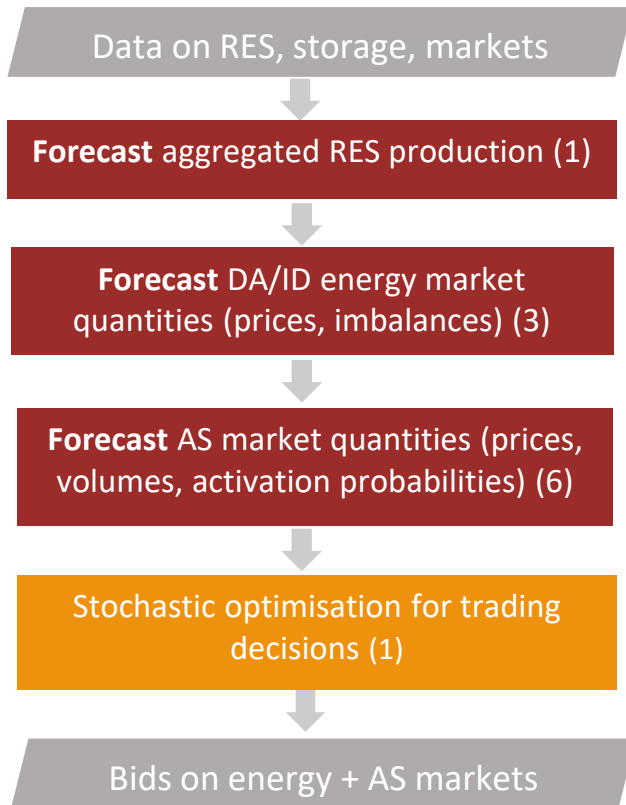 Data on RES, storage, markets
Forecast aggregated RES production (1)
Forecast DA/ID energy market
quantities (prices, imbalances) (3)
Forecast AS market quantities (prices,
volumes, activation probabilities) (6)
Stochastic optimisation for trading
decisions (1)
Bids on energy + AS markets